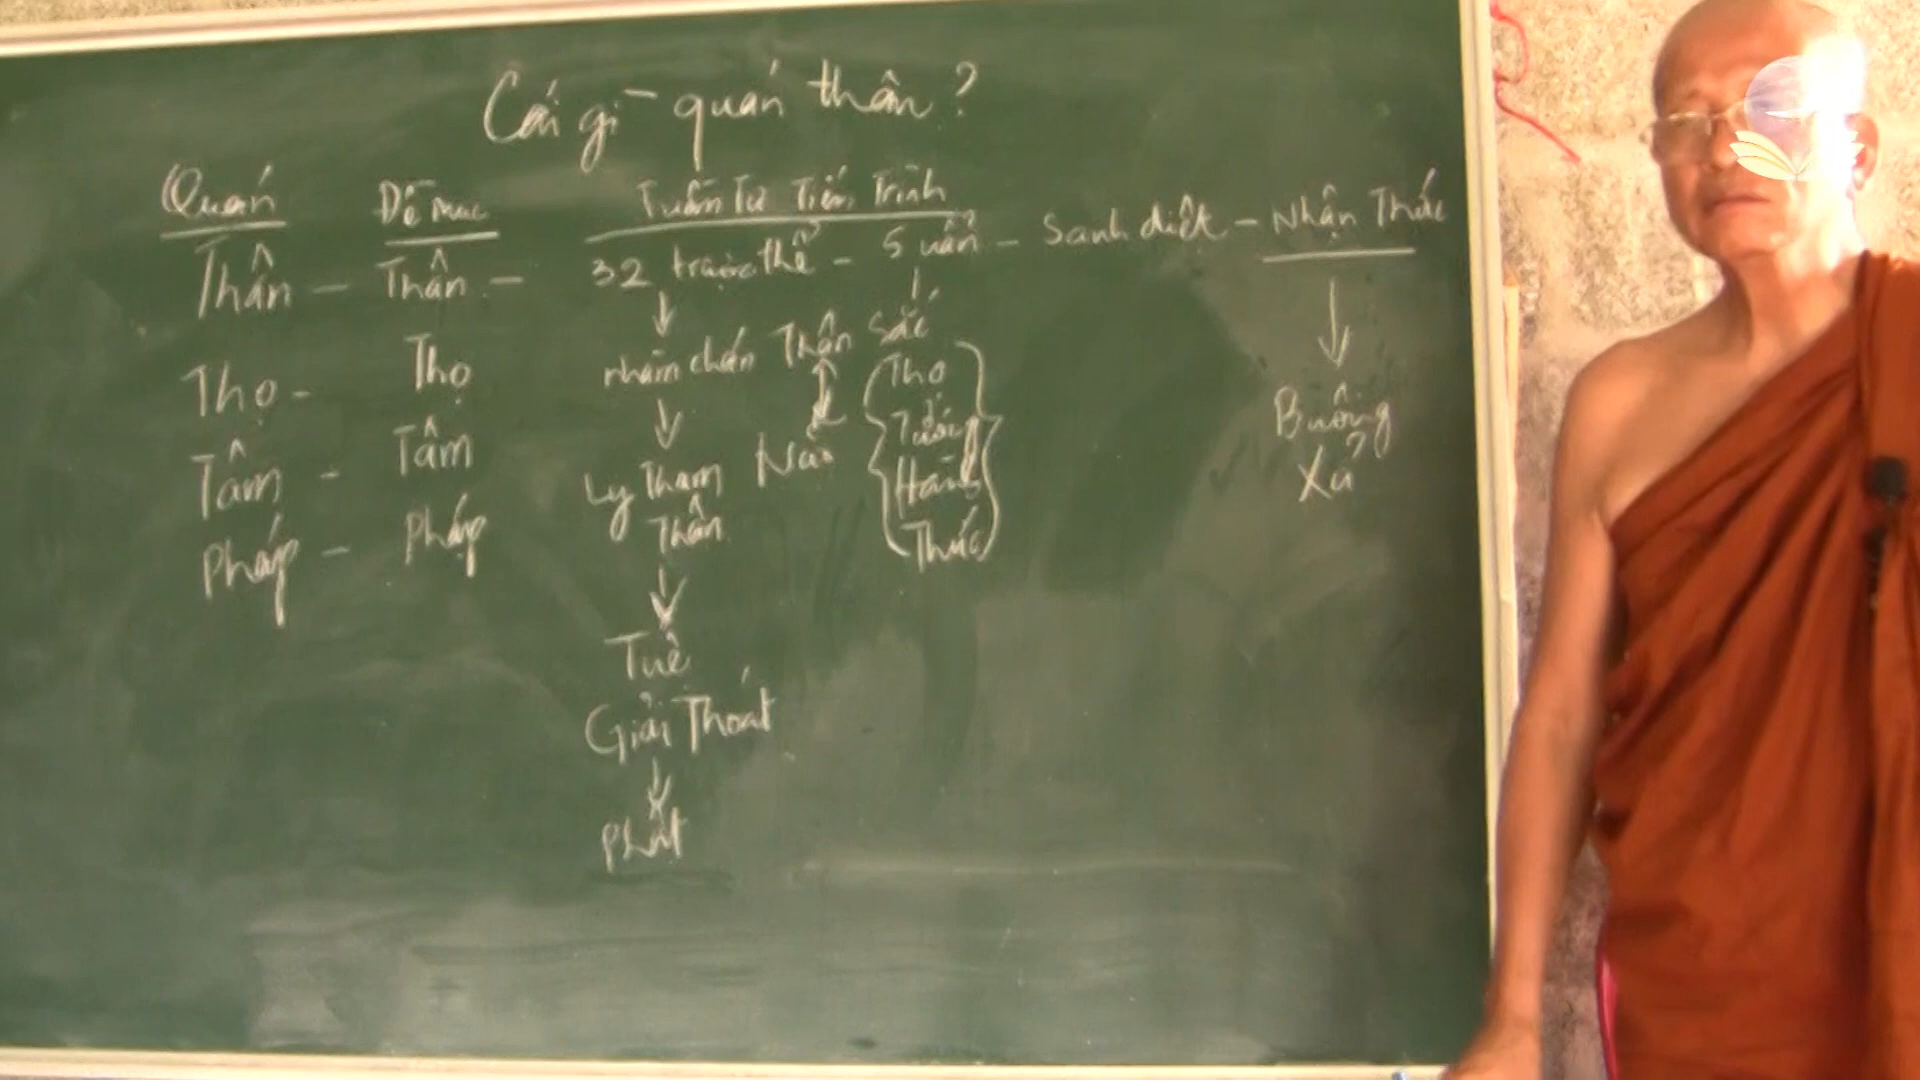 Cái gì - quán thân?
Quán Đề mục Tuần Tự Tiến Trình
Thân - Thân - 32 trược thể - 5 uẩn - Sanh diệt - Nhận Thức
nhàm chán Thân Sắc
Thọ - Thọ Thọ
Tưởng
Buông
Xả
Tâm - Tâm Ly Tham Hành
Thân Thức
Pháp - Pháp
Tuệ
Giải Thoát
Phật